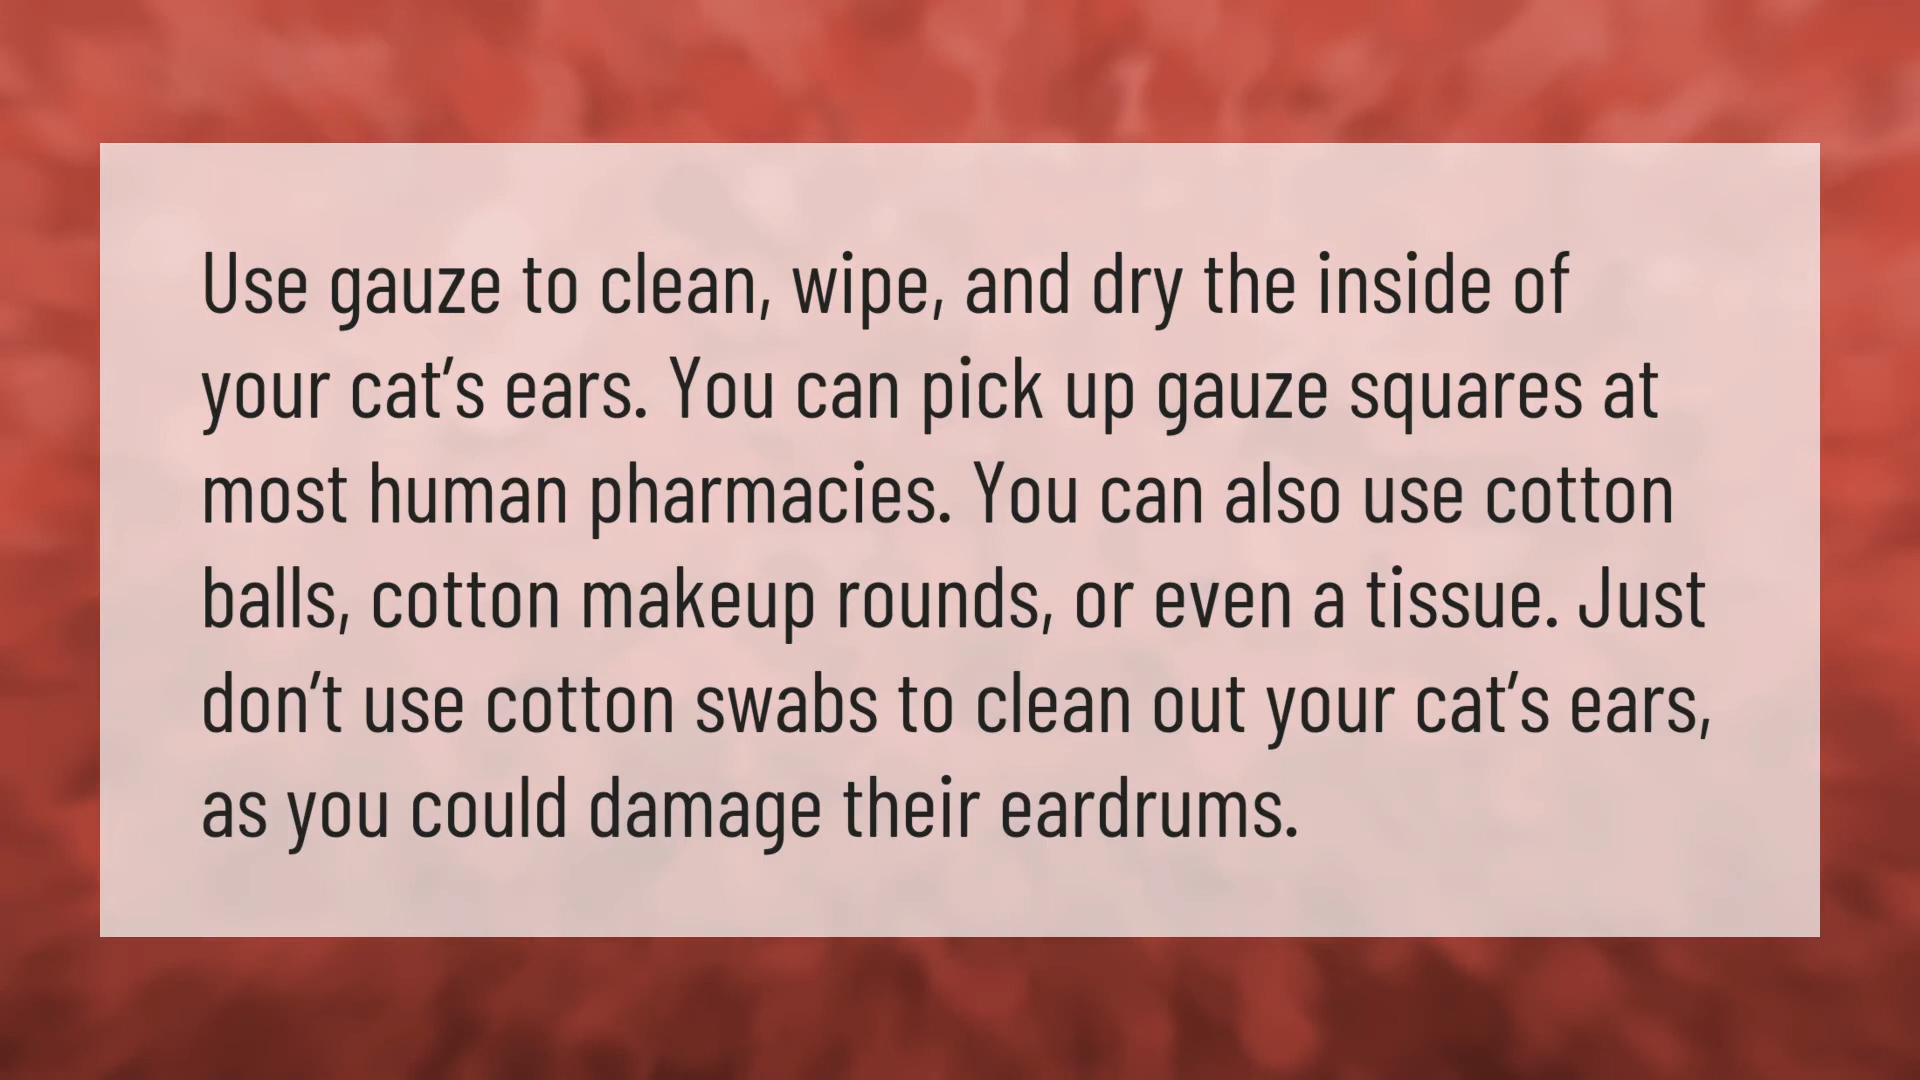 Use gauze to clean, wipe, and dry the inside of
your cat’s ears. You can pick up gauze squares at
most human pharmacies. You can also use cotton
balls, cotton makeup rounds, or even a tissue. Just
don’t use cotton swabs to clean out your cat’s ears,
as you could damage their eardrums.